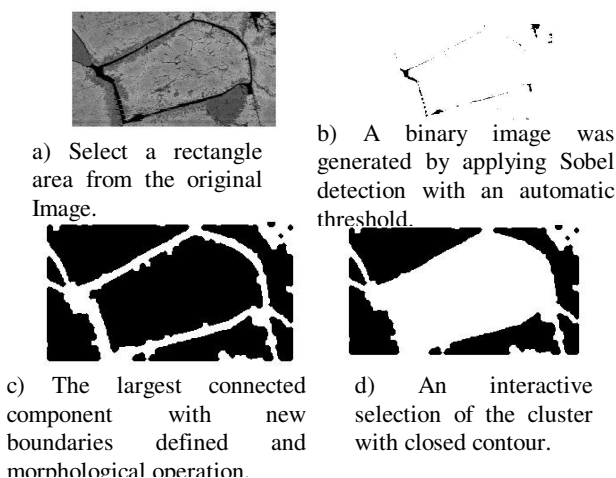 a) Select a rectangle
area from the original
Image.
b) A binary image was
generated by applying Sobel
detection with an automatic
threshold.
c) The largest connected
component with new
boundaries defined and
morphological operation.
d) An interactive
selection of the cluster
with closed contour.